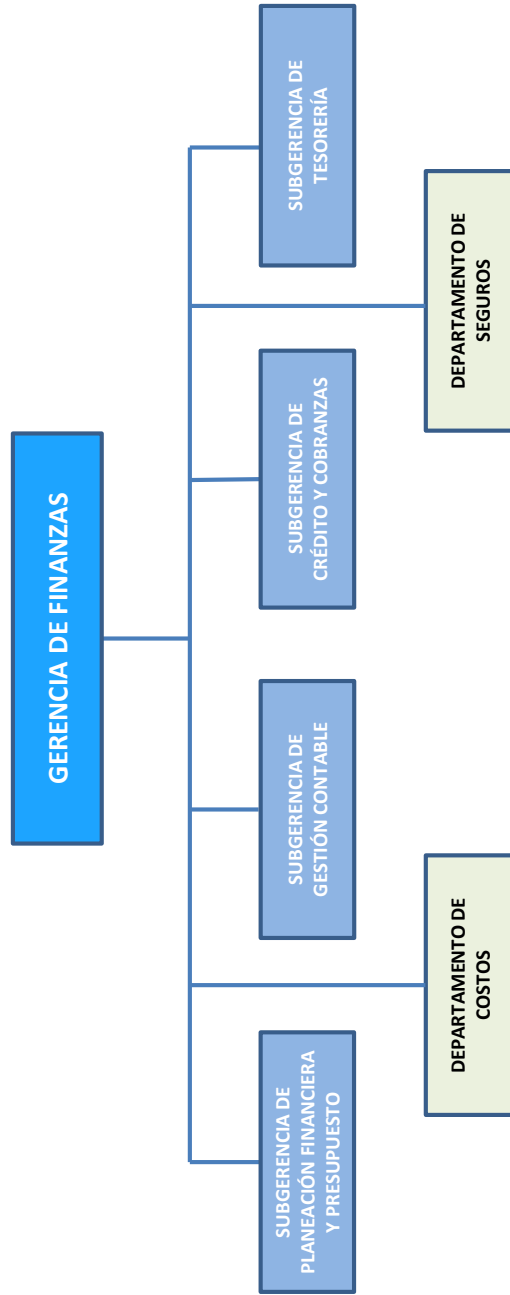 GERENCIA DE FINANZAS
SUBGERENCIA DE
PLANEACIÓN FINANCIERA
Y PRESUPUESTO
SUBGERENCIA DE
GESTIÓN CONTABLE
SUBGERENCIA DE
CRÉDITO Y COBRANZAS
SUBGERENCIA DE
TESORERÍA
DEPARTAMENTO DE
COSTOS
DEPARTAMENTO DE
SEGUROS